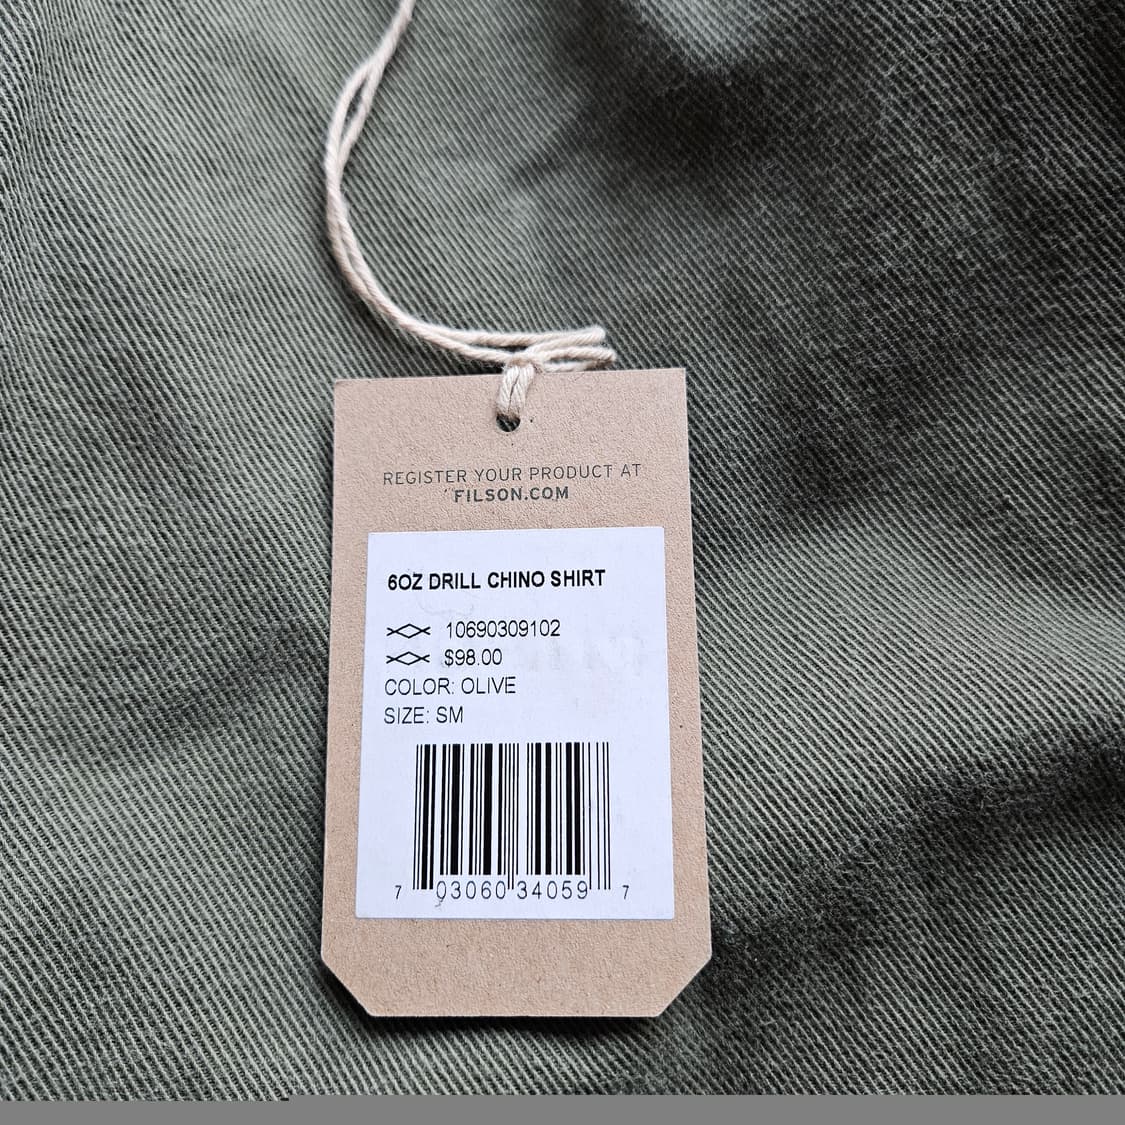 REGISTER YOUR PRODUCT AT
FILSON.COM
6OZ DRILL CHINO SHIRT
10690309102
$98.00
COLOR: OLIVE
SIZE: SM
7 03060 34059 7